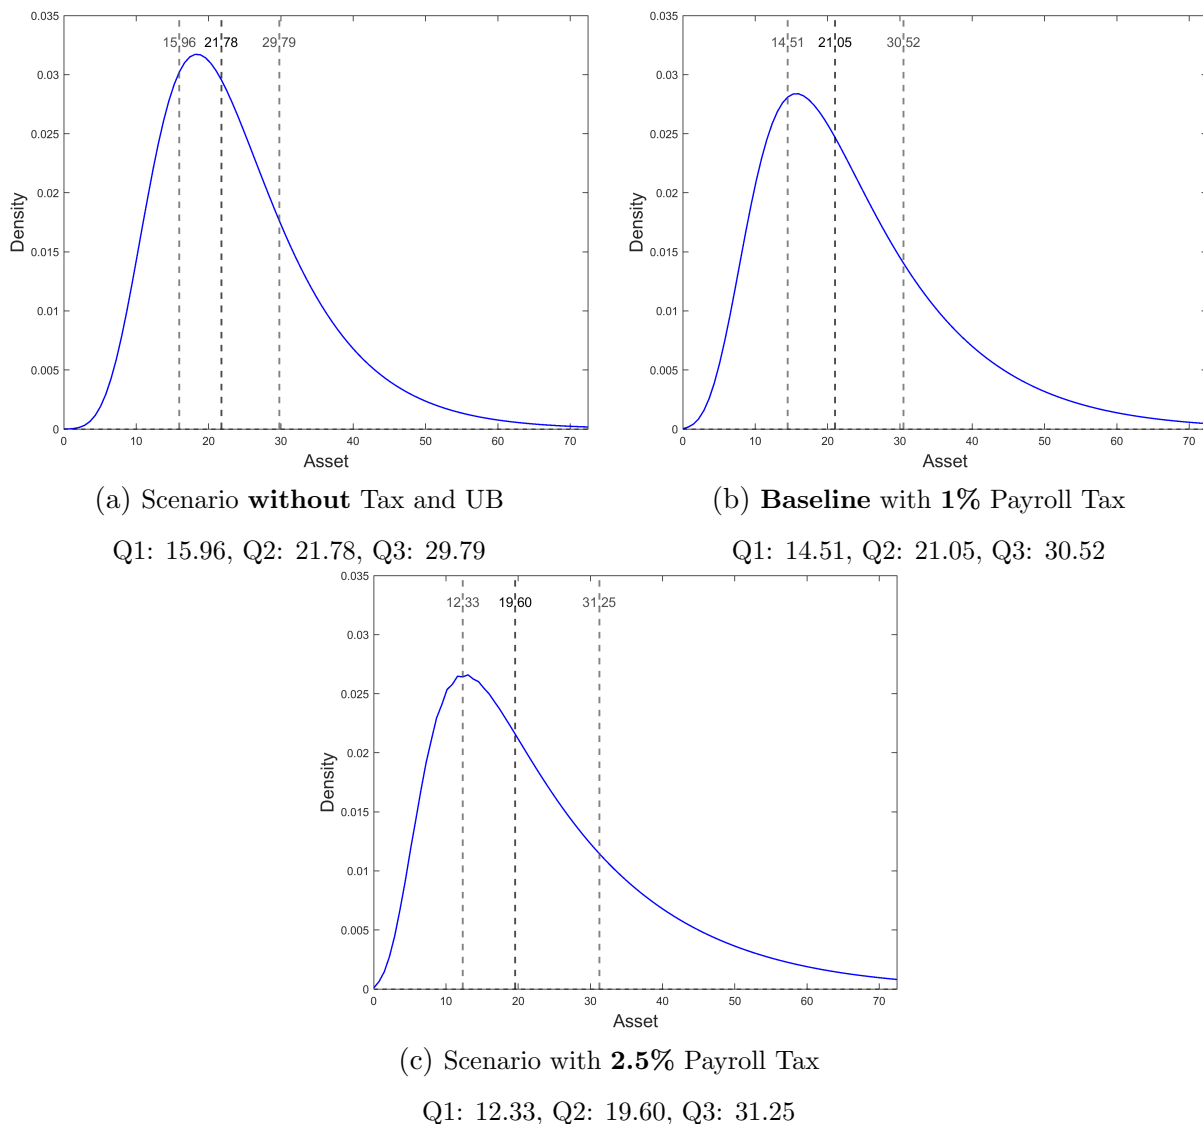 0.035
0.03
0.025
0.02
0.015
0.01
0.005
0
Density
15.96 21.78 29.79
0 10 20 30 40 50 60 70
Asset
(a) Scenario without Tax and UB
Q1: 15.96, Q2: 21.78, Q3: 29.79
0.035
0.03
0.025
0.02
0.015
0.01
0.005
0
Density
14.51 21.05 30.52
0 10 20 30 40 50 60 70
Asset
(b) Baseline with 1% Payroll Tax
Q1: 14.51, Q2: 21.05, Q3: 30.52
0.035
0.03
0.025
0.02
0.015
0.01
0.005
0
Density
12.33 19.60 31.25
0 10 20 30 40 50 60 70
Asset
(c) Scenario with 2.5% Payroll Tax
Q1: 12.33, Q2: 19.60, Q3: 31.25